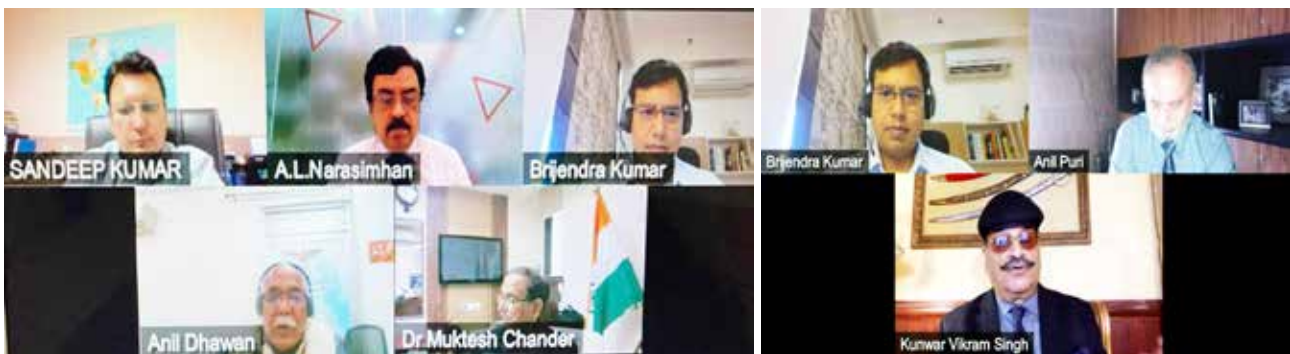 SANDEEP KUMAR
A.L.Narasimhan
Brijendra Kumar
Anil Dhawan
Dr.Muktesh Chander
Brijendra Kumar
Anil Puri
Kunwar Vikram Singh